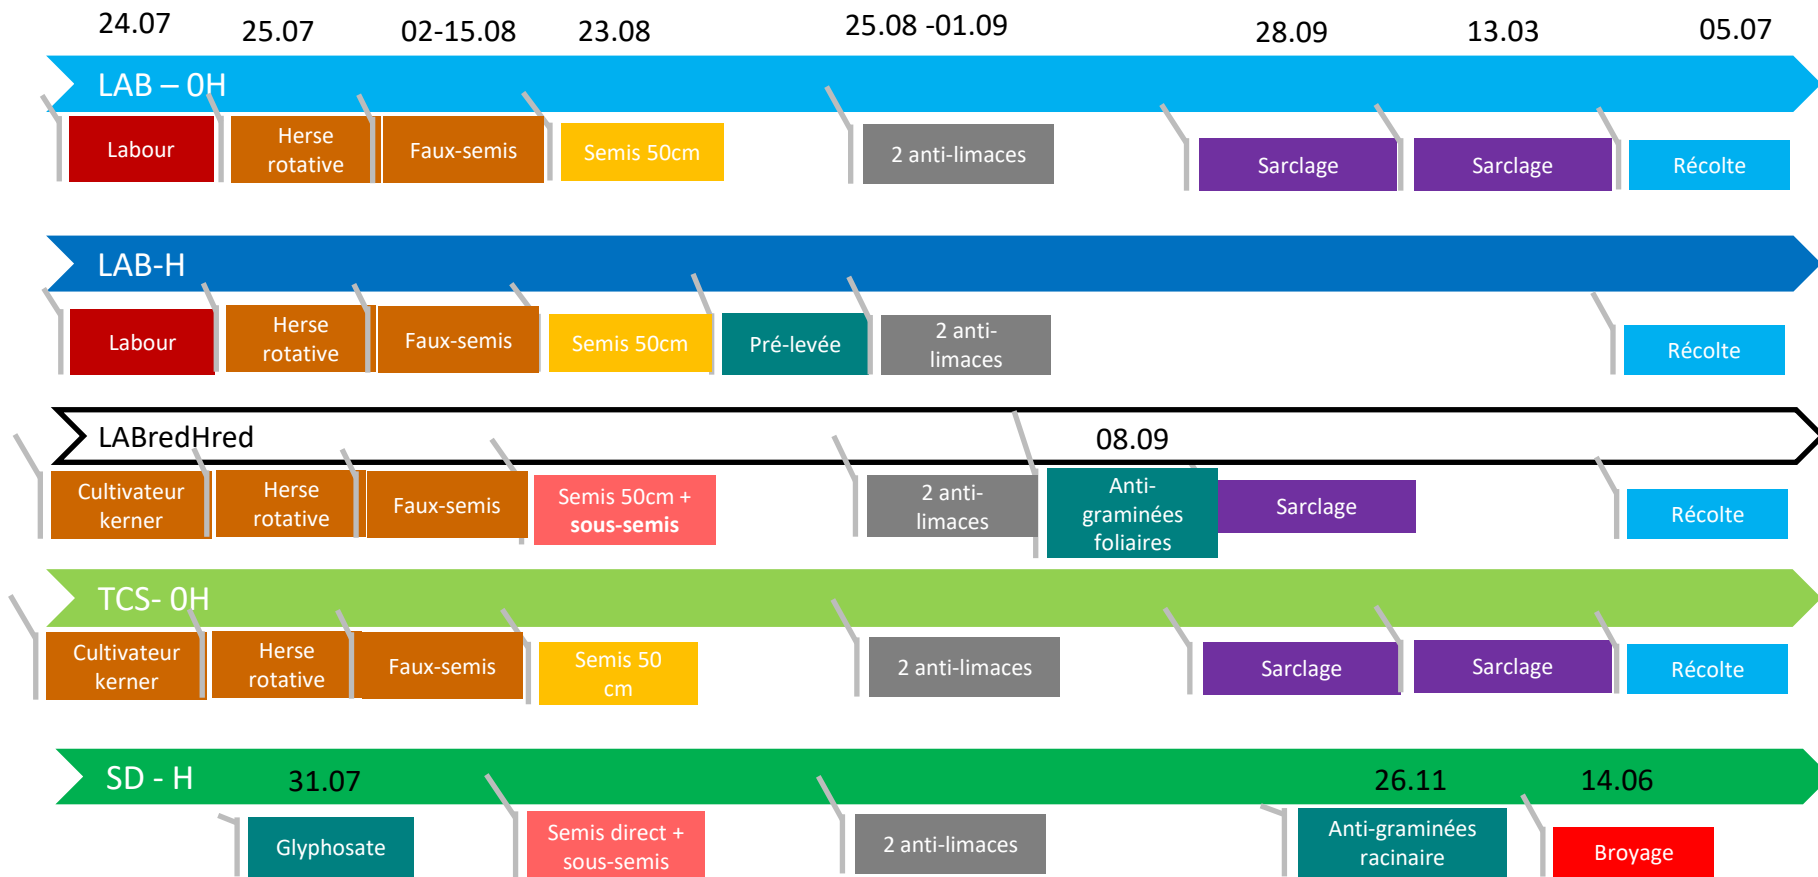 24.07
25.07
02-15.08
23.08
25.08 -01.09
28.09
13.03
05.07
LAB – 0H
Labour
Herse
rotative
Faux-semis
Semis 50cm
2 anti-limaces
Sarclage
Sarclage
Récolte
LAB-H
Labour
Herse
rotative
Faux-semis
Semis 50cm
Pré-levée
2 anti-
limaces
Récolte
LABredHred
08.09
Cultivateur
kerner
Herse
rotative
Faux-semis
Semis 50cm +
sous-semis
2 anti-
limaces
Anti-
graminées
foliaires
Sarclage
Récolte
TCS- 0H
Cultivateur
kerner
Herse
rotative
Faux-semis
Semis 50
cm
2 anti-limaces
Sarclage
Sarclage
Récolte
SD - H
31.07
26.11
14.06
Glyphosate
Semis direct +
sous-semis
2 anti-limaces
Anti-graminées
racinaire
Broyage